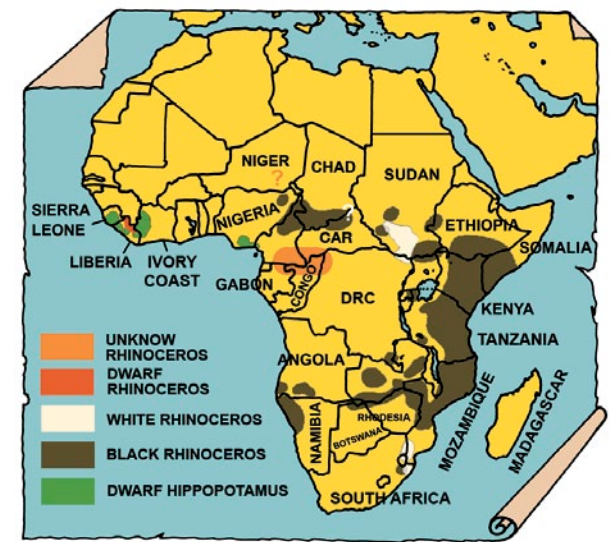 NIGER
CHAD
SUDAN
?
?
SIERRA
LEONE
NIGERIA
ETHIOPIA
CAR
SOMALIA
LIBERIA
IVORY
COAST
GABON
CONGO
DRC
KENYA
TANZANIA
UNKNOW
RHINOCEROS
DWARF
RHINOCEROS
WHITE RHINOCEROS
BLACK RHINOCEROS
DWARF HIPPOPOTAMUS
ANGOLA
NAMIBIA
RHODESIA
BOTSWANA
MOZAMBIQUE
MADAGASCAR
SOUTH AFRICA